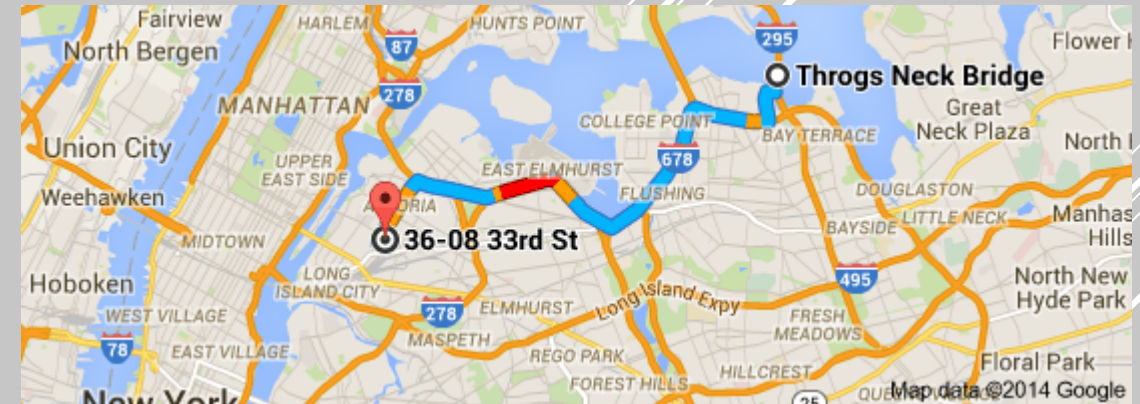 Fairview
HARLEM
HUNTS POINT
295
Flower
North Bergen
87
278
Throgs Neck Bridge
MANHATTAN
Great
Neck Plaza
COLLEGE POINT
BAY TERRACE
Union City
North
UPPER
EAST SIDE
EAST ELMHURST
678
Weehawken
FLUSHING
DOUGLASTON
LITTLE NECK
Manhas
Hills
MIDTOWN
36-08 33rd St
BAYSIDE
Hoboken
LONG
ISLAND CITY
495
North New
Hyde Park
WEST VILLAGE
278
ELMHURST
Long Island Expy
FRESH
MEADOWS
78
EAST VILLAGE
MASPETH
REGO PARK
Floral Park
HILLCREST
FOREST HILLS
New York
25
Map data ©2014 Google